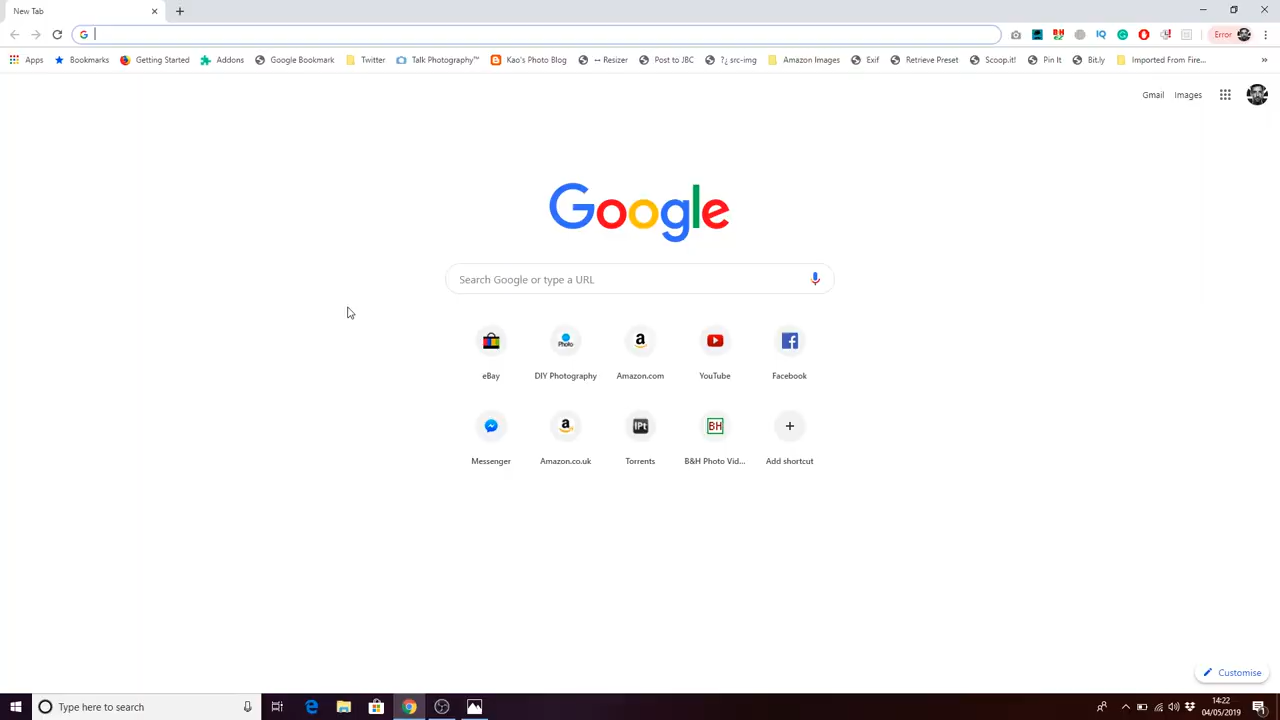 New Tab
Error
Apps Bookmarks Getting Started Addons Google Bookmark Twitter Talk Photography™ Kao's Photo Blog ↔ Resizer Post to JBC ?¿ src-img Amazon Images Exif Retrieve Preset Scoop.it! Pin It Bit.ly Imported From Fire... »
Gmail Images
Google
Search Google or type a URL
eBay DIY Photography Amazon.com YouTube Facebook
Messenger Amazon.co.uk Torrents B&H Photo Vid... Add shortcut
Customise
Type here to search
14:22
04/05/2019